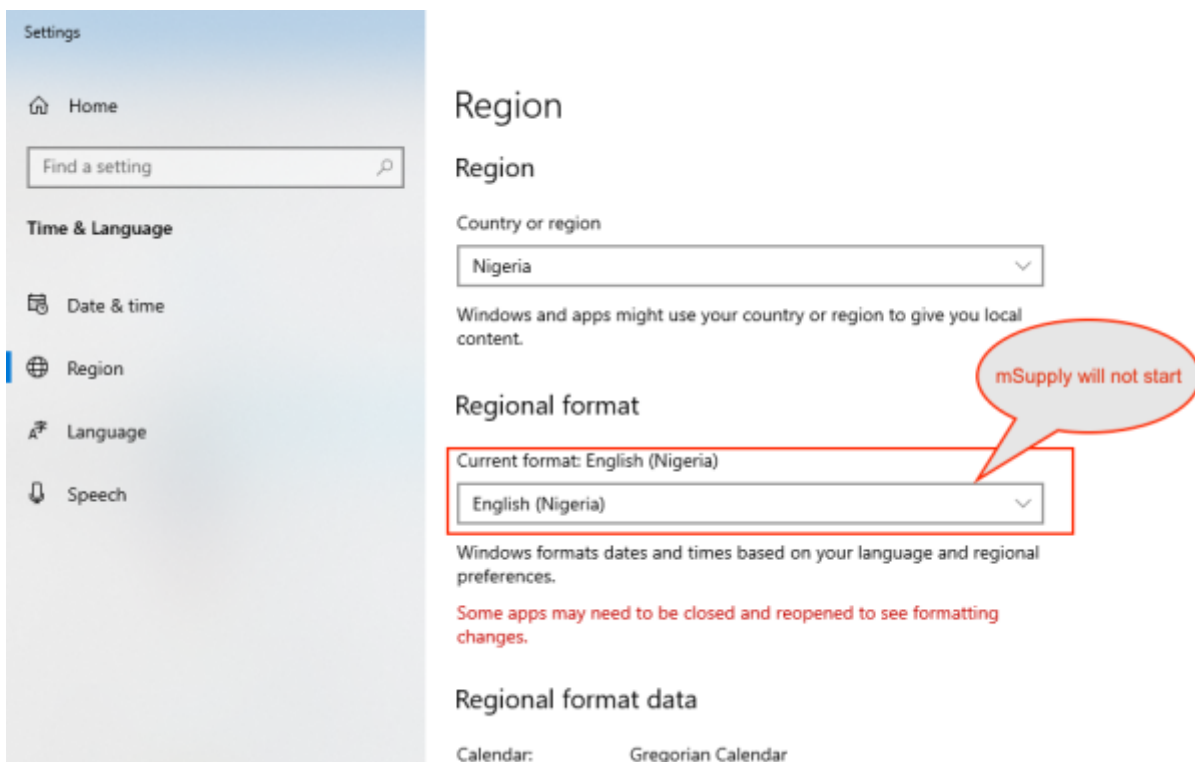 Settings
Home
Find a setting
Time & Language
Date & time
Region
Language
Speech
Region
Region
Country or region
Nigeria
Windows and apps might use your country or region to give you local
content.
mSupply will not start
Regional format
Current format: English (Nigeria)
English (Nigeria)
Windows formats dates and times based on your language and regional
preferences.
Some apps may need to be closed and reopened to see formatting
changes.
Regional format data
Calendar: Gregorian Calendar